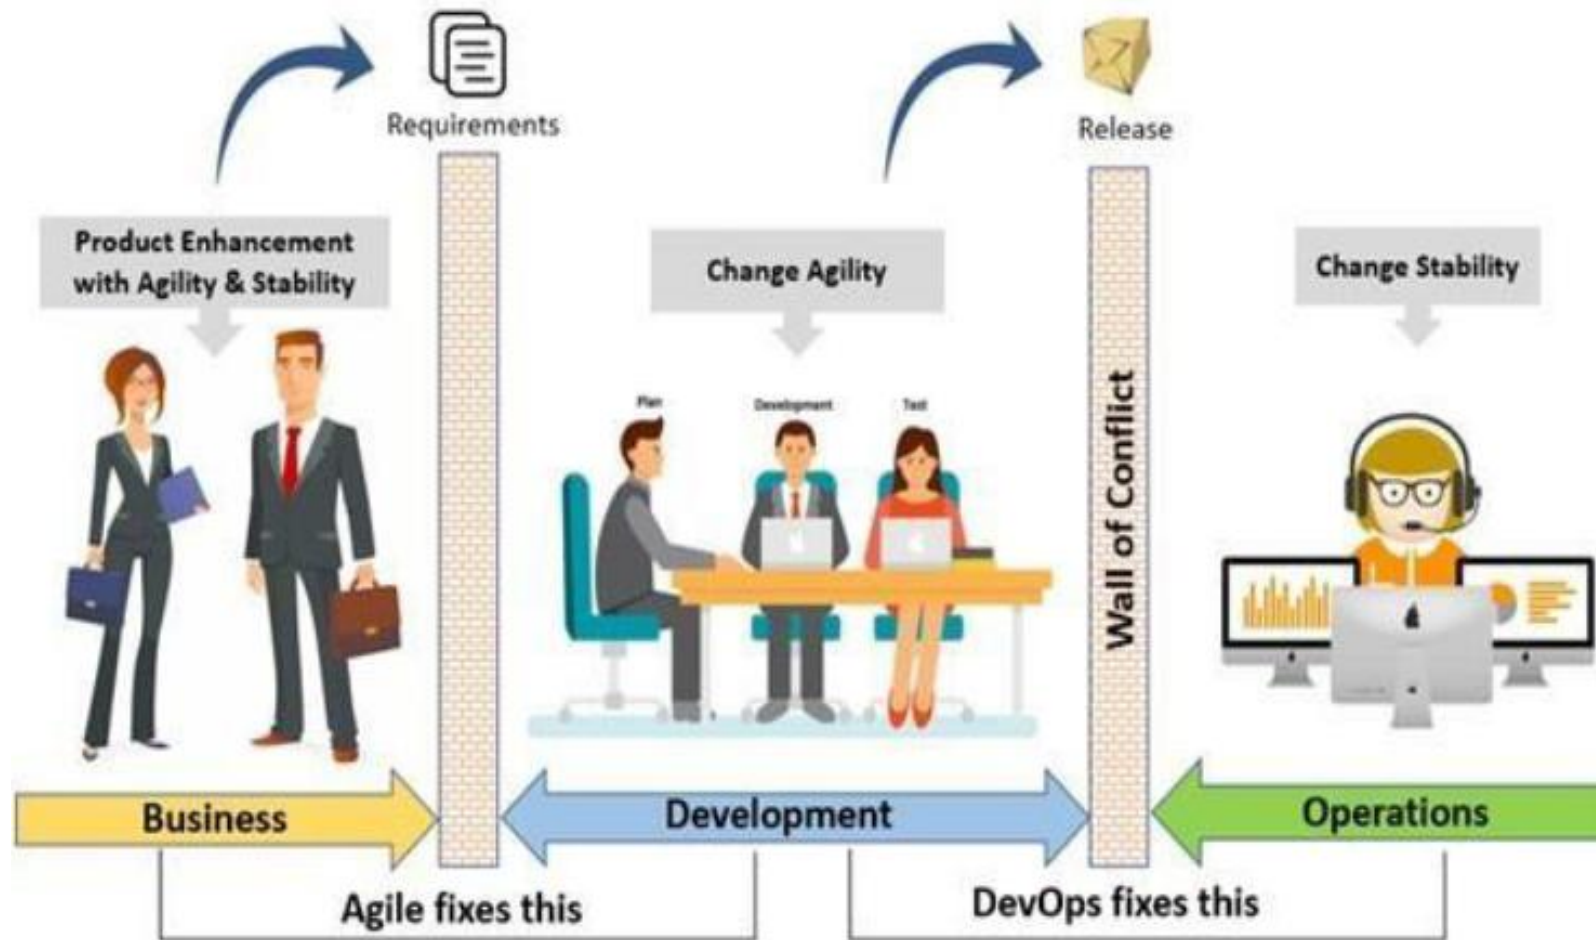 Requirements
Release
Product Enhancement
with Agility & Stability
Change Agility
Change Stability
Plan
Development
Test
Wall of Conflict
Business
Development
Operations
Agile fixes this
DevOps fixes this